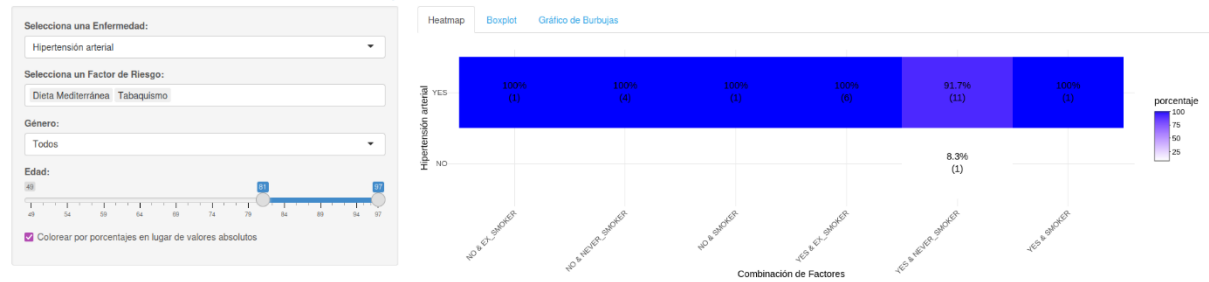 Selecciona una Enfermedad:
Hipertensión arterial
Selecciona un Factor de Riesgo:
Dieta Mediterránea Tabaquismo
Género:
Todos
Edad:
49 81 97
49 54 59 64 69 74 79 84 89 94 97
Colorear por porcentajes en lugar de valores absolutos
Heatmap Boxplot Gráfico de Burbujas
Hipertensión arterial
YES
NO
100% 100% 100% 100% 91.7% 100%
(1) (4) (1) (6) (11) (1)
8.3%
(1)
NO & EX_SMOKER NO & NEVER_SMOKER NO & SMOKER YES & EX_SMOKER YES & NEVER_SMOKER YES & SMOKER
Combinación de Factores
porcentaje
100
75
50
25